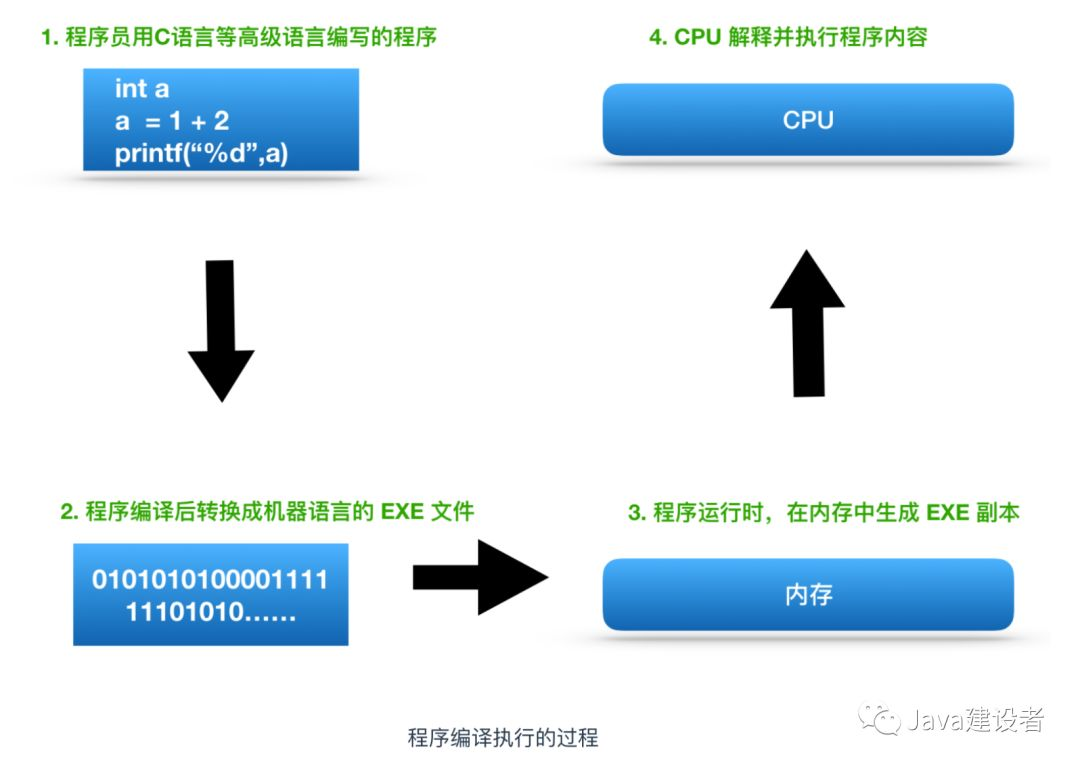 1. 程序员用C语言等高级语言编写的程序
int a
a  = 1 + 2
printf(“%d”,a)
4. CPU 解释并执行程序内容
CPU
2. 程序编译后转换成机器语言的 EXE 文件
0101010100001111
11101010……
3. 程序运行时，在内存中生成 EXE 副本
内存
程序编译执行的过程
Java建设者